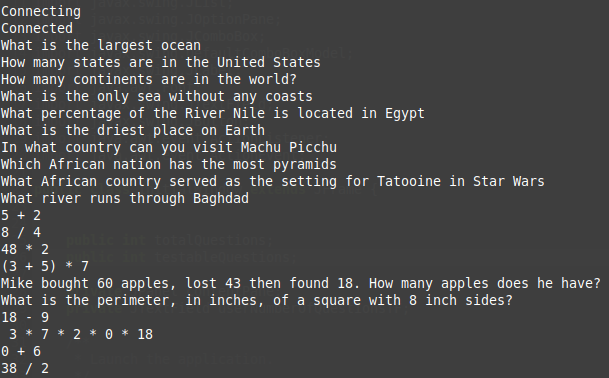 Connecting
Connected
What is the largest ocean
How many states are in the United States
How many continents are in the world?
What is the only sea without any coasts
What percentage of the River Nile is located in Egypt
What is the driest place on Earth
In what country can you visit Machu Picchu
Which African nation has the most pyramids
What African country served as the setting for Tatooine in Star Wars
What river runs through Baghdad
5 + 2
8 / 4
48 * 2
(3 + 5) * 7
Mike bought 60 apples, lost 43 then found 18. How many apples does he have?
What is the perimeter, in inches, of a square with 8 inch sides?
18 - 9
3 * 7 * 2 * 0 * 18
0 + 6
38 / 2